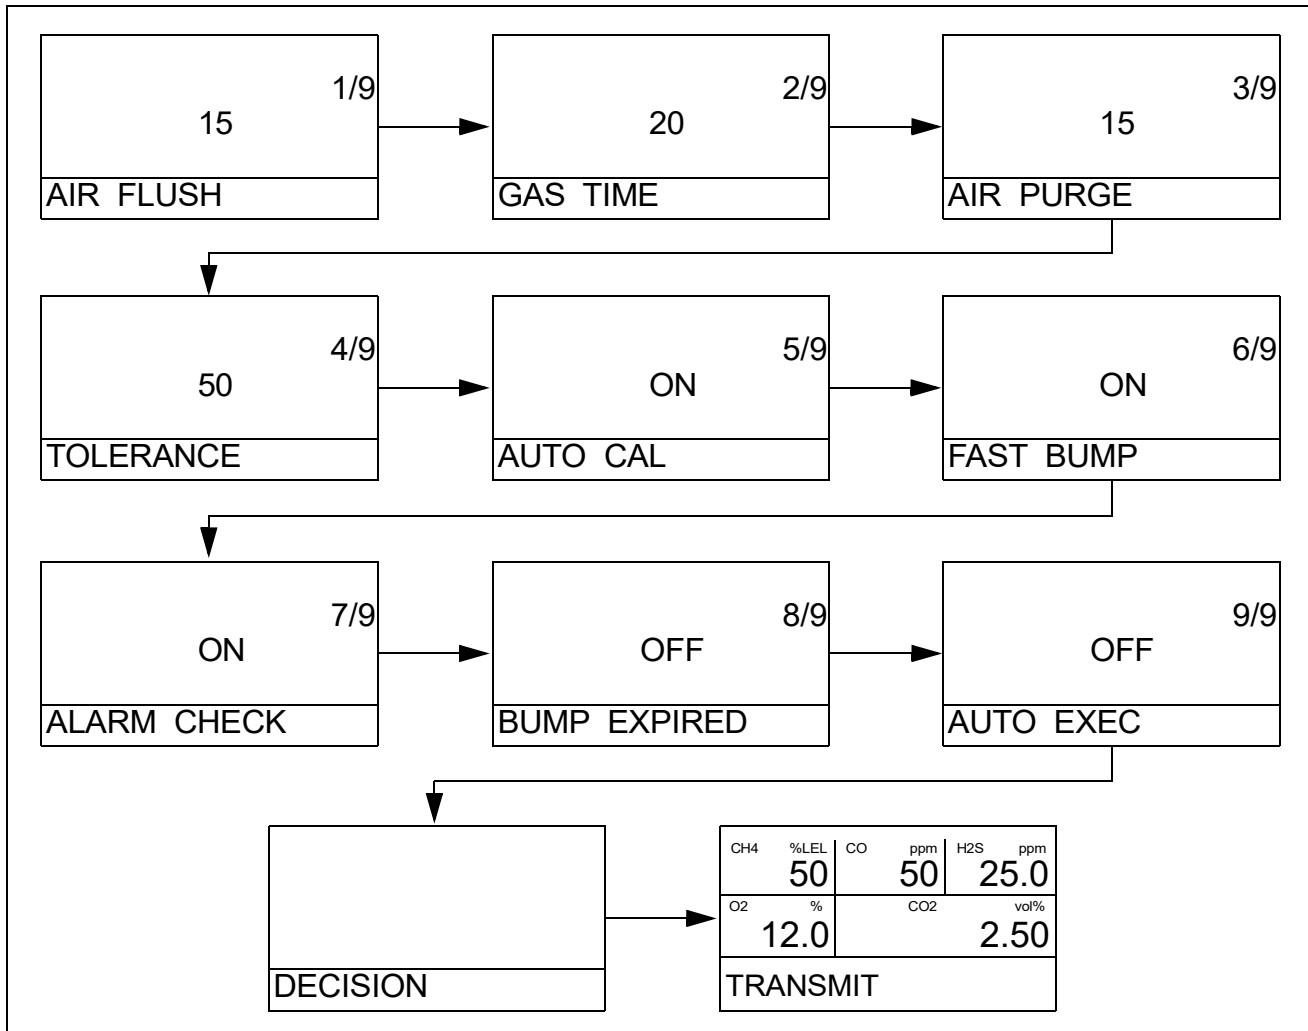 1/9
15
AIR FLUSH
2/9
20
GAS TIME
3/9
15
AIR PURGE
4/9
50
TOLERANCE
5/9
ON
AUTO CAL
6/9
ON
FAST BUMP
7/9
ON
ALARM CHECK
8/9
OFF
BUMP EXPIRED
9/9
OFF
AUTO EXEC
DECISION
CH4 %LEL CO ppm H2S ppm
50 50 25.0
O2 % CO2 vol%
12.0 2.50
TRANSMIT